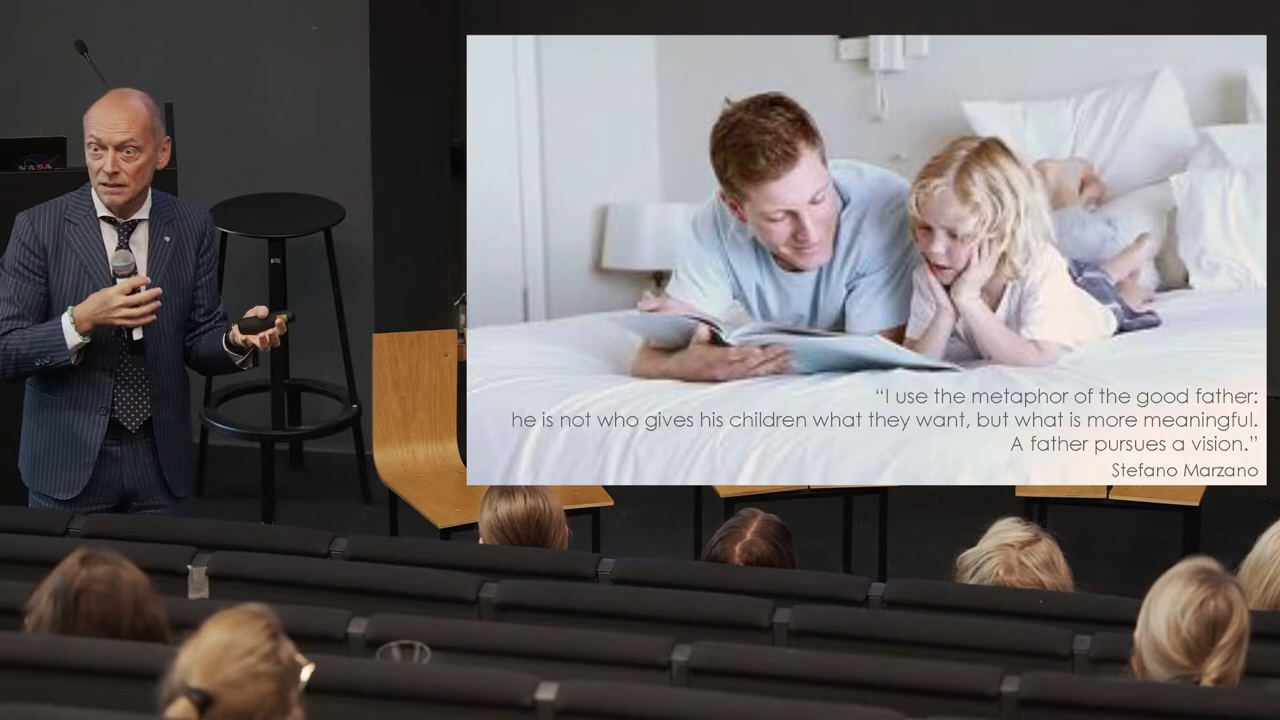 NASA
“I use the metaphor of the good father:
he is not who gives his children what they want, but what is more meaningful.
A father pursues a vision.”
Stefano Marzano